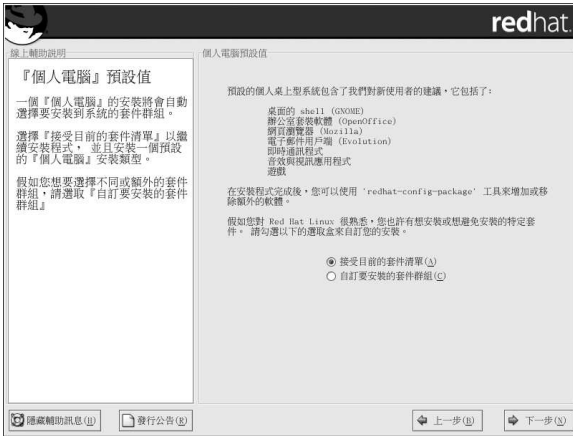 redhat.
線上輔助說明
『個人電腦』預設值
一個『個人電腦』的安裝將會自動
選擇要安裝到系統的套件群組。
選擇『接受目前的套件清單』以繼
續安裝程式, 並且安裝一個預設
的『個人電腦』安裝類型。
假如您想要選擇不同或額外的套件
群組,請選取『自訂要安裝的套件
群組』
個人電腦預設值
預設的個人桌上型系統包含了我們對新使用者的建議,它包括了:
桌面的 shell (GNOME)
辦公室套裝軟體 (OpenOffice)
網頁瀏覽器 (Mozilla)
電子郵件用戶端 (Evolution)
即時通訊程式
音效與視訊應用程式
遊戲
在安裝程式完成後,您可以使用 'redhat-config-package' 工具來增加或移
除額外的軟體。
假如您對 Red Hat Linux 很熟悉,您也許有想安裝或想避免安裝的特定套
件。 請勾選以下的選取盒來自訂您的安裝。
接受目前的套件清單(A)
自訂要安裝的套件群組(C)
隱藏輔助訊息(H)
發行公告(R)
上一步(B)
下一步(N)